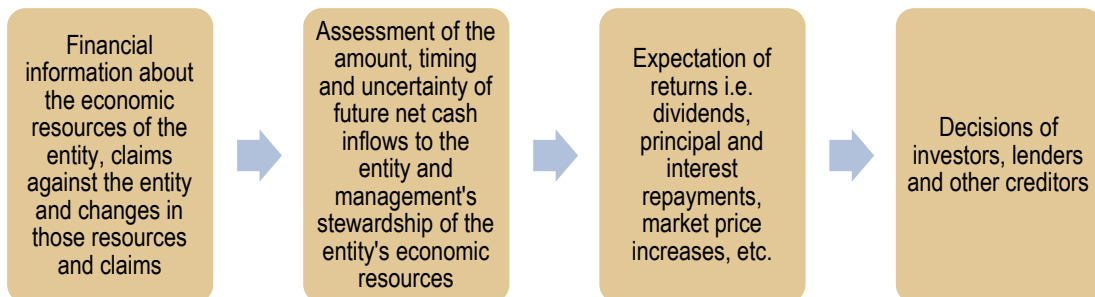 Financial
information about
the economic
resources of the
entity, claims
against the entity
and changes in
those resources
and claims
Assessment of the
amount, timing
and uncertainty of
future net cash
inflows to the
entity and
management's
stewardship of the
entity's economic
resources
Expectation of
returns i.e.
dividends,
principal and
interest
repayments,
market price
increases, etc.
Decisions of
investors, lenders
and other creditors